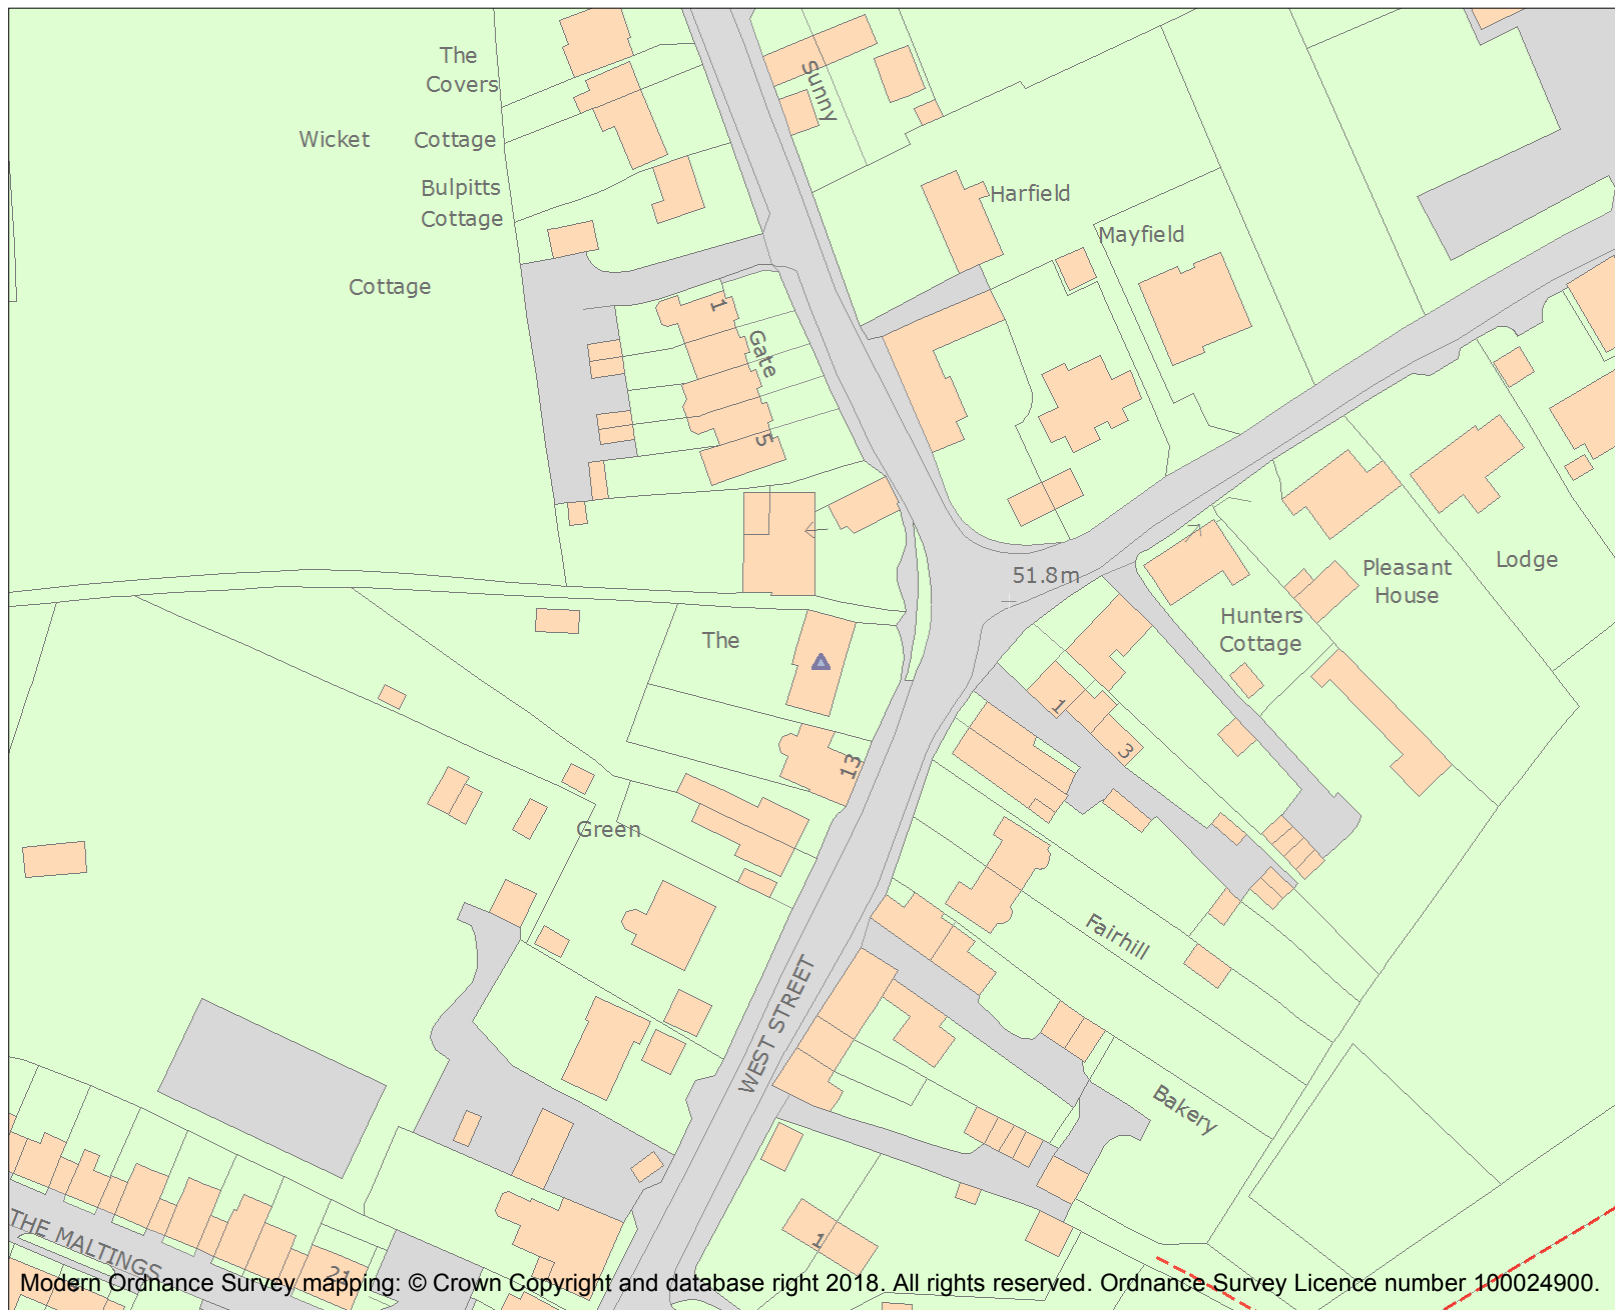 The
Covers
Sunny
Wicket Cottage
Bulpitts
Cottage
Harfield
Mayfield
Cottage
1
Gate
5
51.8m
Pleasant
House
Lodge
Hunters
Cottage
The
1
3
13
Green
Fairhill
WEST STREET
Bakery
THE MALTINGS
21
1
Modern Ordnance Survey mapping: © Crown Copyright and database right 2018. All rights reserved. Ordnance Survey Licence number 100024900.